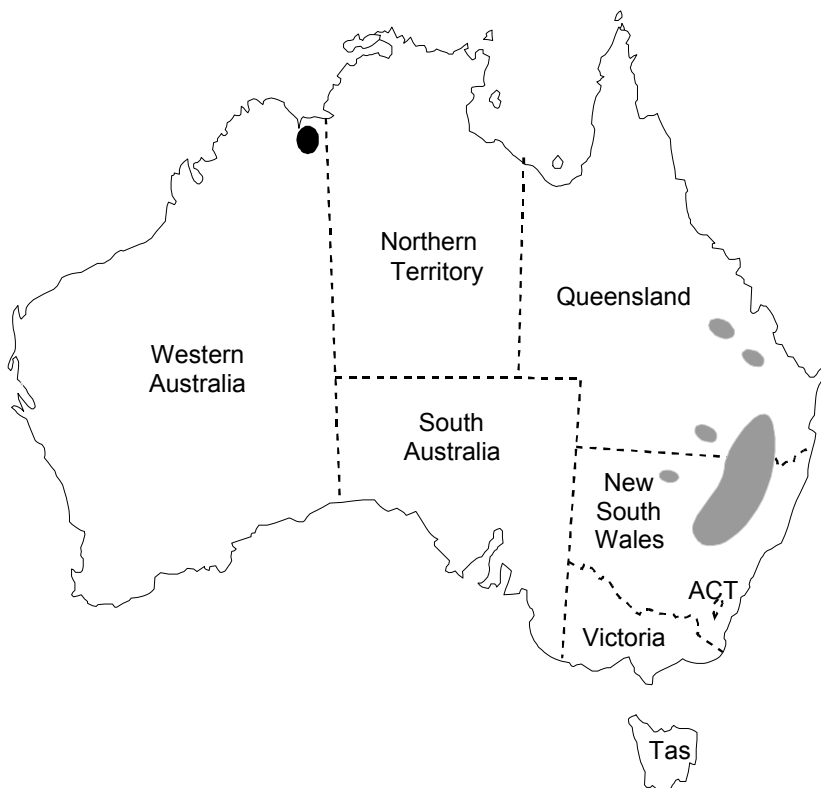 Northern
Territory
Queensland
Western
Australia
South
Australia
New
South
Wales
ACT
Victoria
Tas